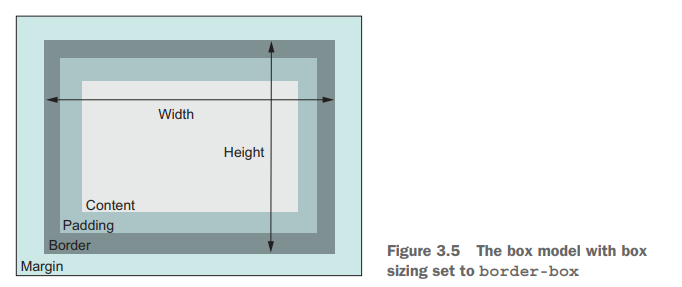 Width
Height
Content
Padding
Border
Margin
Figure 3.5 The box model with box
sizing set to border-box